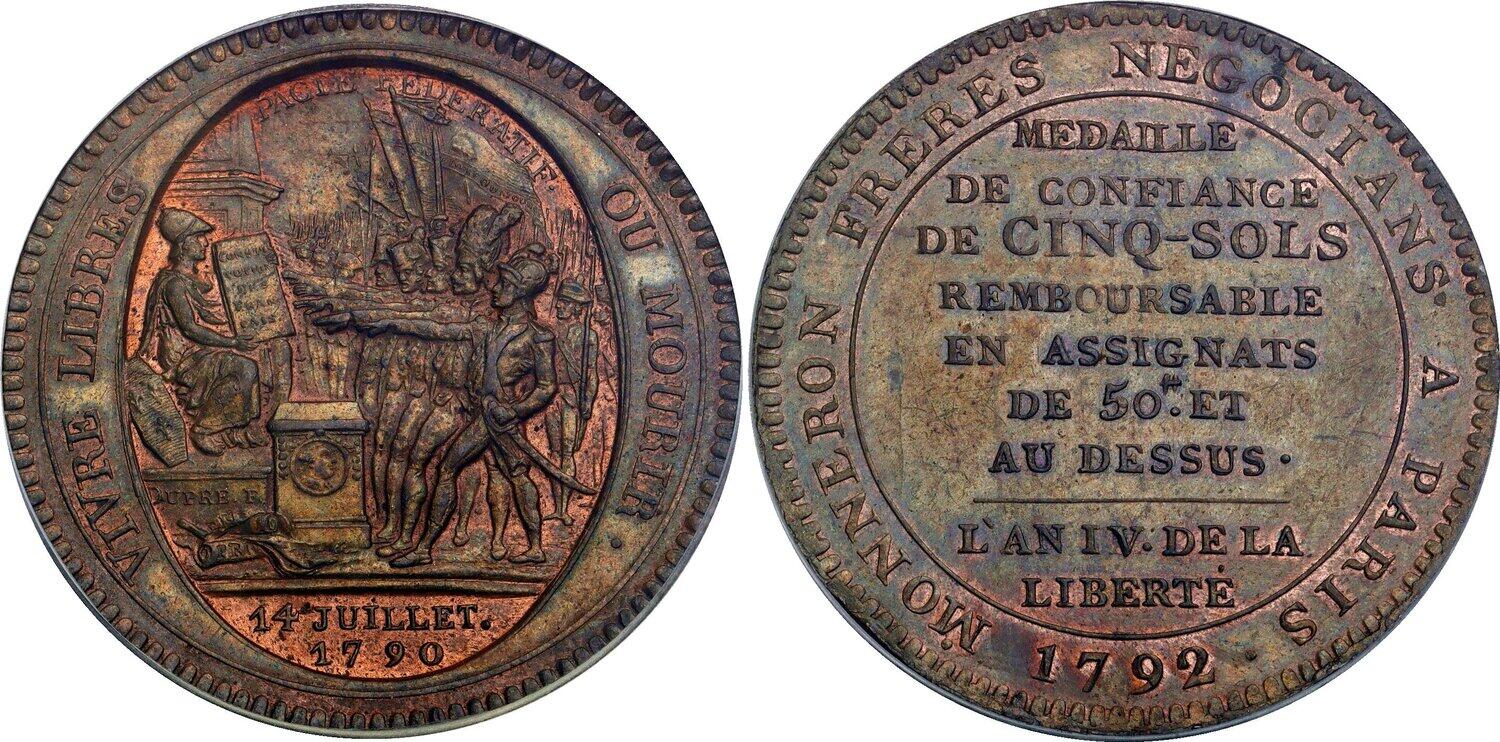 VIVRE LIBRES OU MOURIR.
PACTE FEDERATIF.
DUPRÉ F.
14 JUILLET.
1790
MONNERON FRERES NEGOCIANS A PARIS.
1792.
MEDAILLE
DE CONFIANCE
DE CINQ-SOLS
REMBOURSABLE
EN ASSIGNATS
DE 50# ET
AU DESSUS.
L'AN IV. DE LA
LIBERTÉ